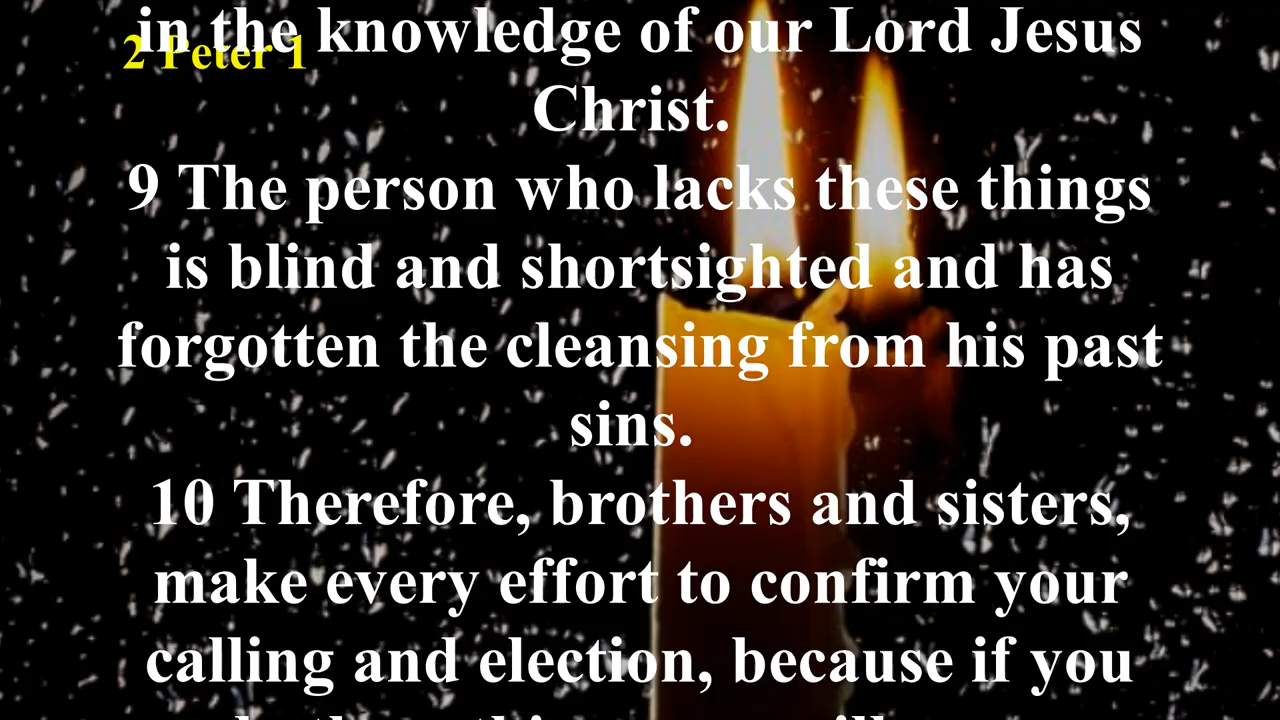 2 Peter 1
in the knowledge of our Lord Jesus
Christ.
9 The person who lacks these things
is blind and shortsighted and has
forgotten the cleansing from his past
sins.
10 Therefore, brothers and sisters,
make every effort to confirm your
calling and election, because if you